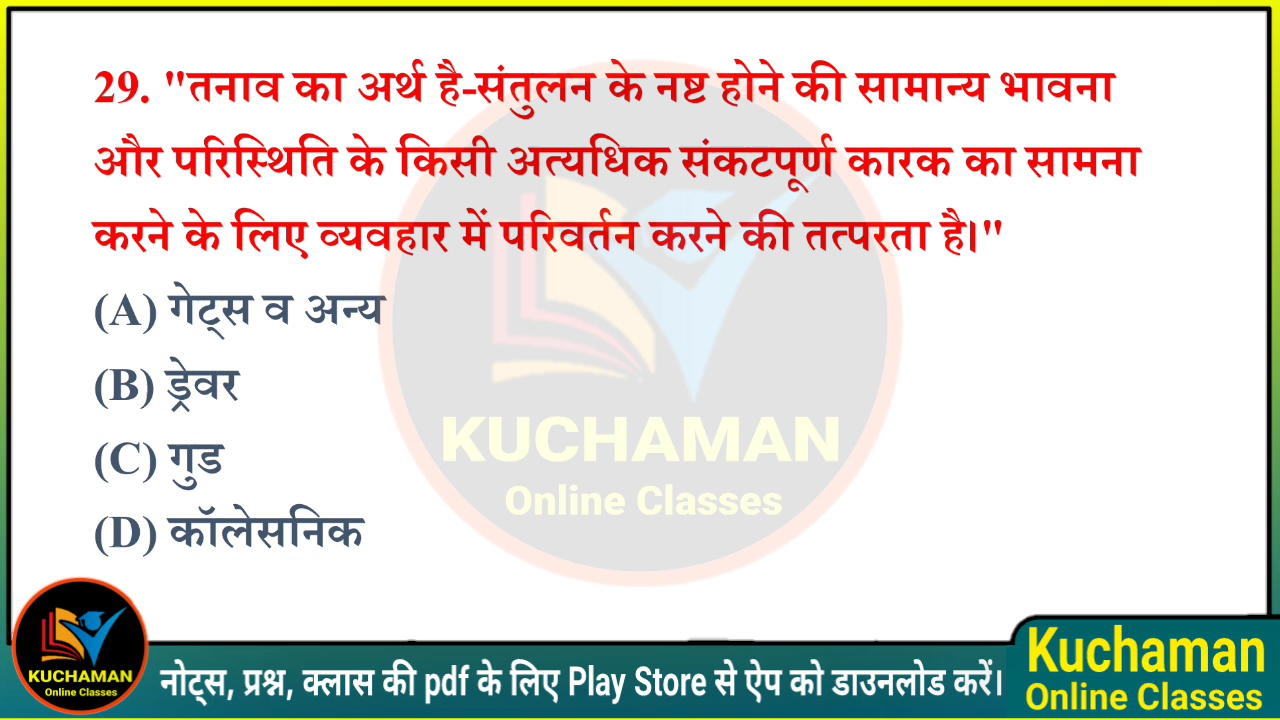 29. "तनाव का अर्थ है-संतुलन के नष्ट होने की सामान्य भावना
और परिस्थिति के किसी अत्यधिक संकटपूर्ण कारक का सामना
करने के लिए व्यवहार में परिवर्तन करने की तत्परता है।"
(A) गेट्स व अन्य
(B) ड्रेवर
(C) गुड
(D) कॉलेसनिक
KUCHAMAN
Online Classes
KUCHAMAN
Online Classes
नोट्स, प्रश्न, क्लास की pdf के लिए Play Store से ऐप को डाउनलोड करें।
Kuchaman
Online Classes